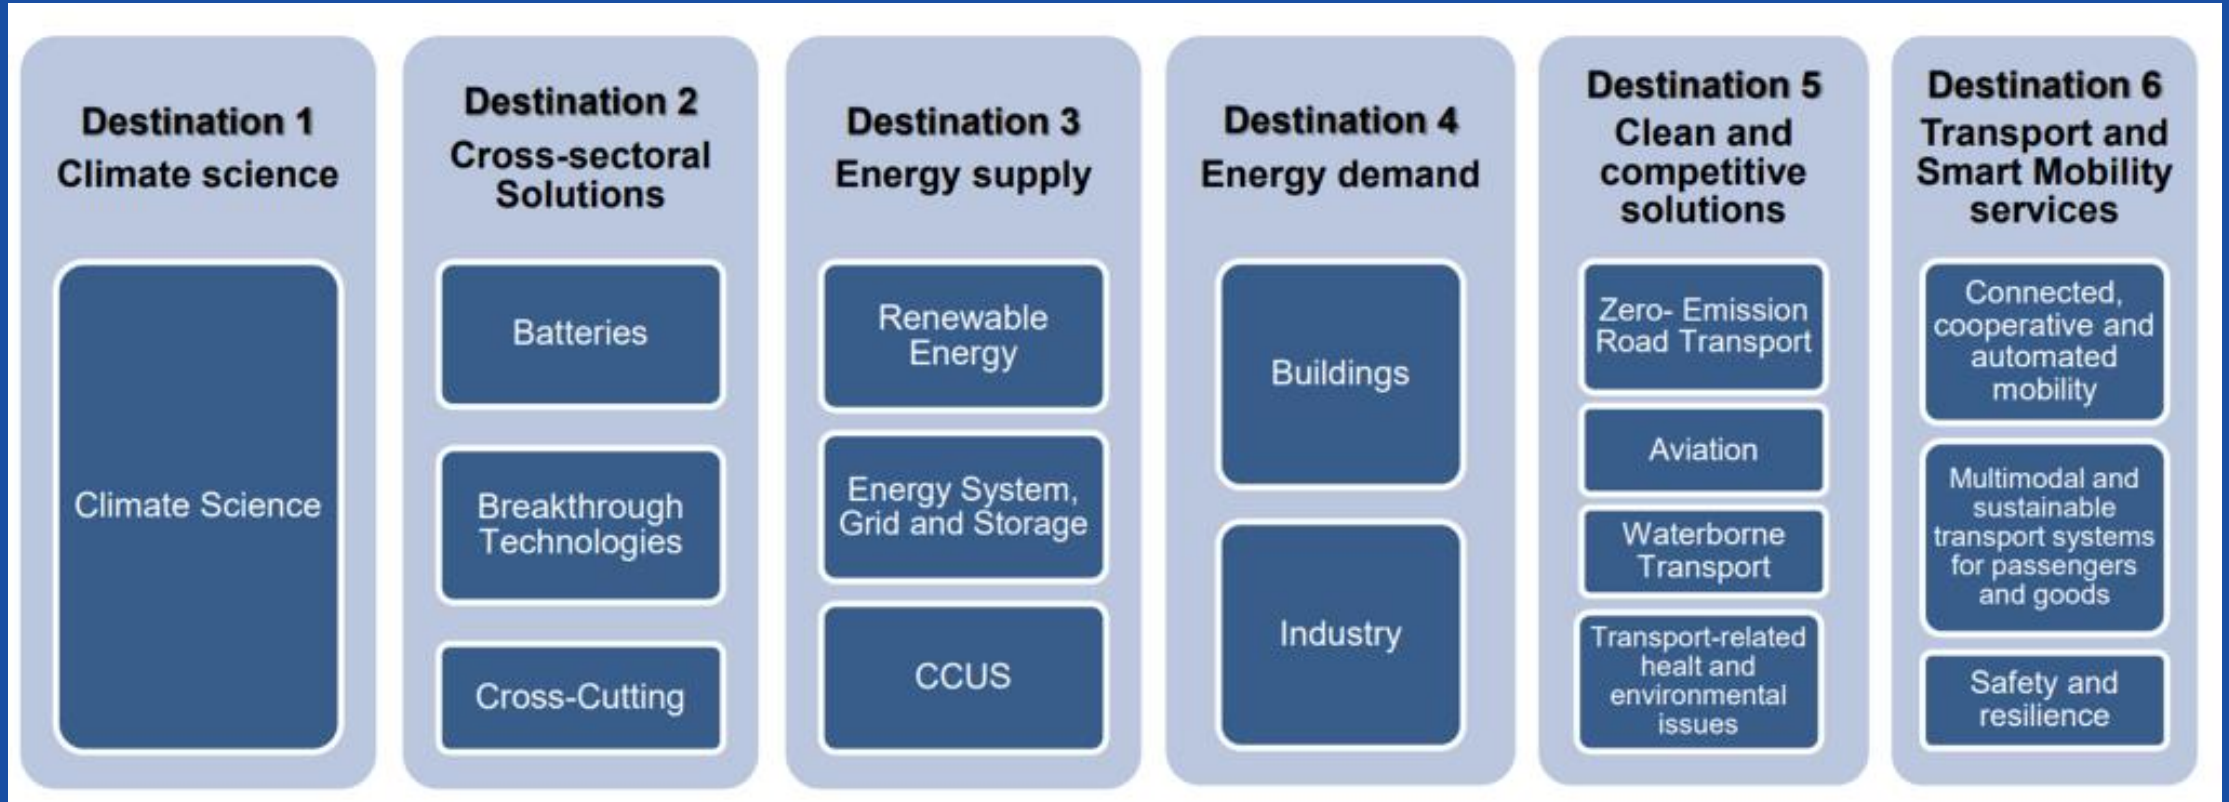 Destination 1
Climate science
Climate Science
Destination 2
Cross-sectoral
Solutions
Batteries
Breakthrough
Technologies
Cross-Cutting
Destination 3
Energy supply
Renewable
Energy
Energy System,
Grid and Storage
CCUS
Destination 4
Energy demand
Buildings
Industry
Destination 5
Clean and
competitive
solutions
Zero- Emission
Road Transport
Aviation
Waterborne
Transport
Transport-related
healt and
environmental
issues
Destination 6
Transport and
Smart Mobility
services
Connected,
cooperative and
automated
mobility
Multimodal and
sustainable
transport systems
for passengers
and goods
Safety and
resilience